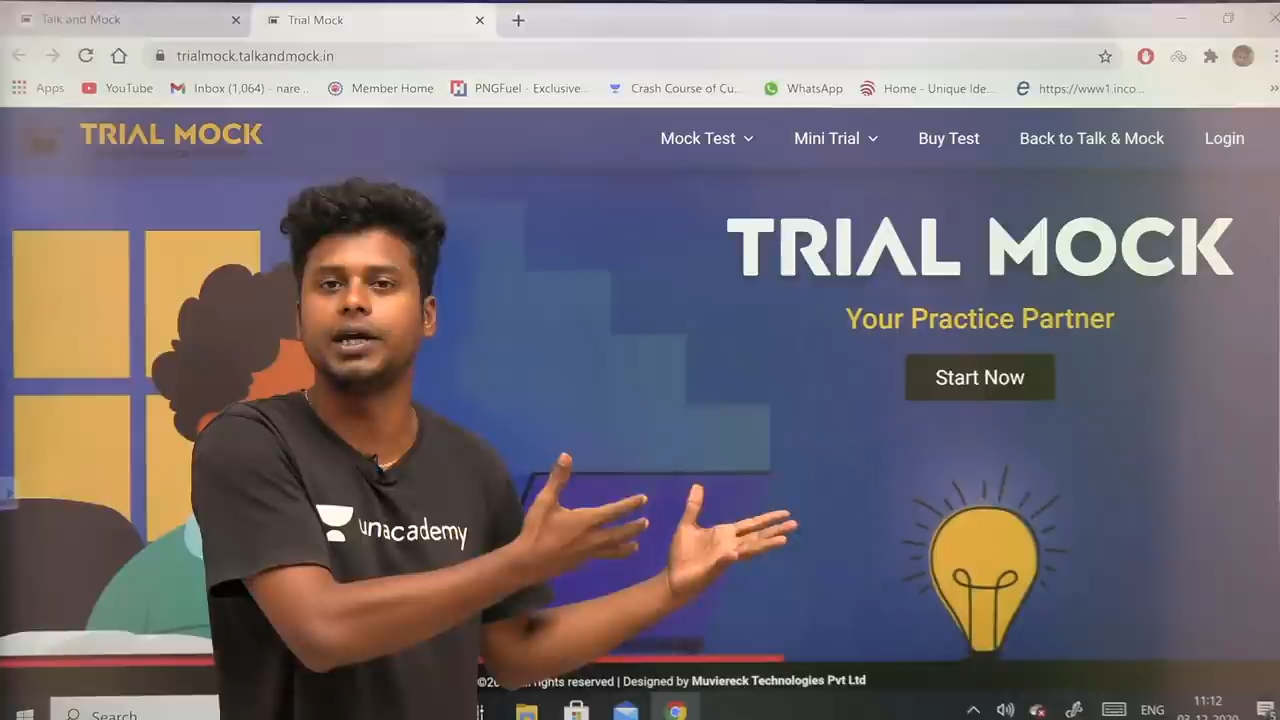 Talk and Mock
Trial Mock
trialmock.talkandmock.in
Apps
YouTube
Inbox (1,064) - nare ...
Member Home
PNGFuel - Exclusive...
Crash Course of Cu...
WhatsApp
Home - Unique Ide...
https://www1.inco...
TRIAL MOCK
Mock Test
Mini Trial
Buy Test
Back to Talk & Mock
Login
TRIAL MOCK
Your Practice Partner
Start Now
unacademy
rights reserved | Designed by Muviereck Technologies Pvt Ltd
Search
ENG
11:12
03-12-2020